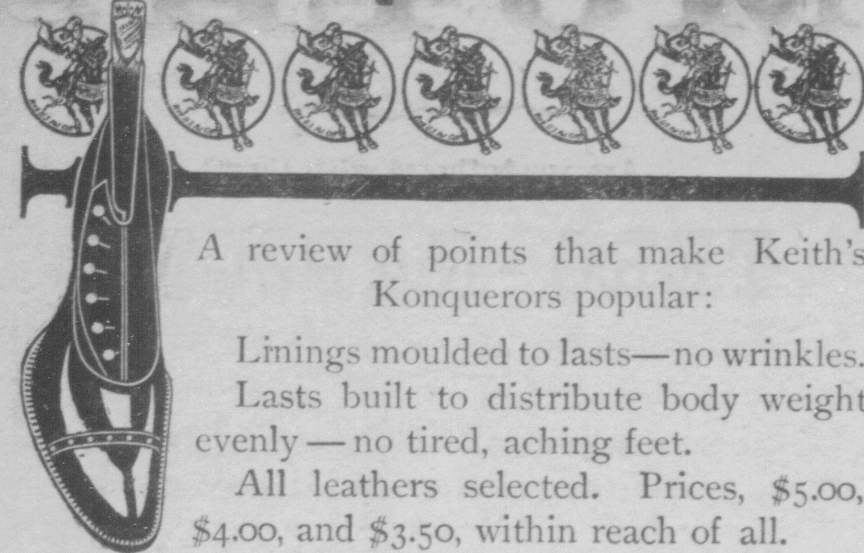 A review of points that make Keith's
Konquerors popular:
Linings moulded to lasts—no wrinkles.
Lasts built to distribute body weight
evenly — no tired, aching feet.
All leathers selected. Prices, $5.00,
$4.00, and $3.50, within reach of all.